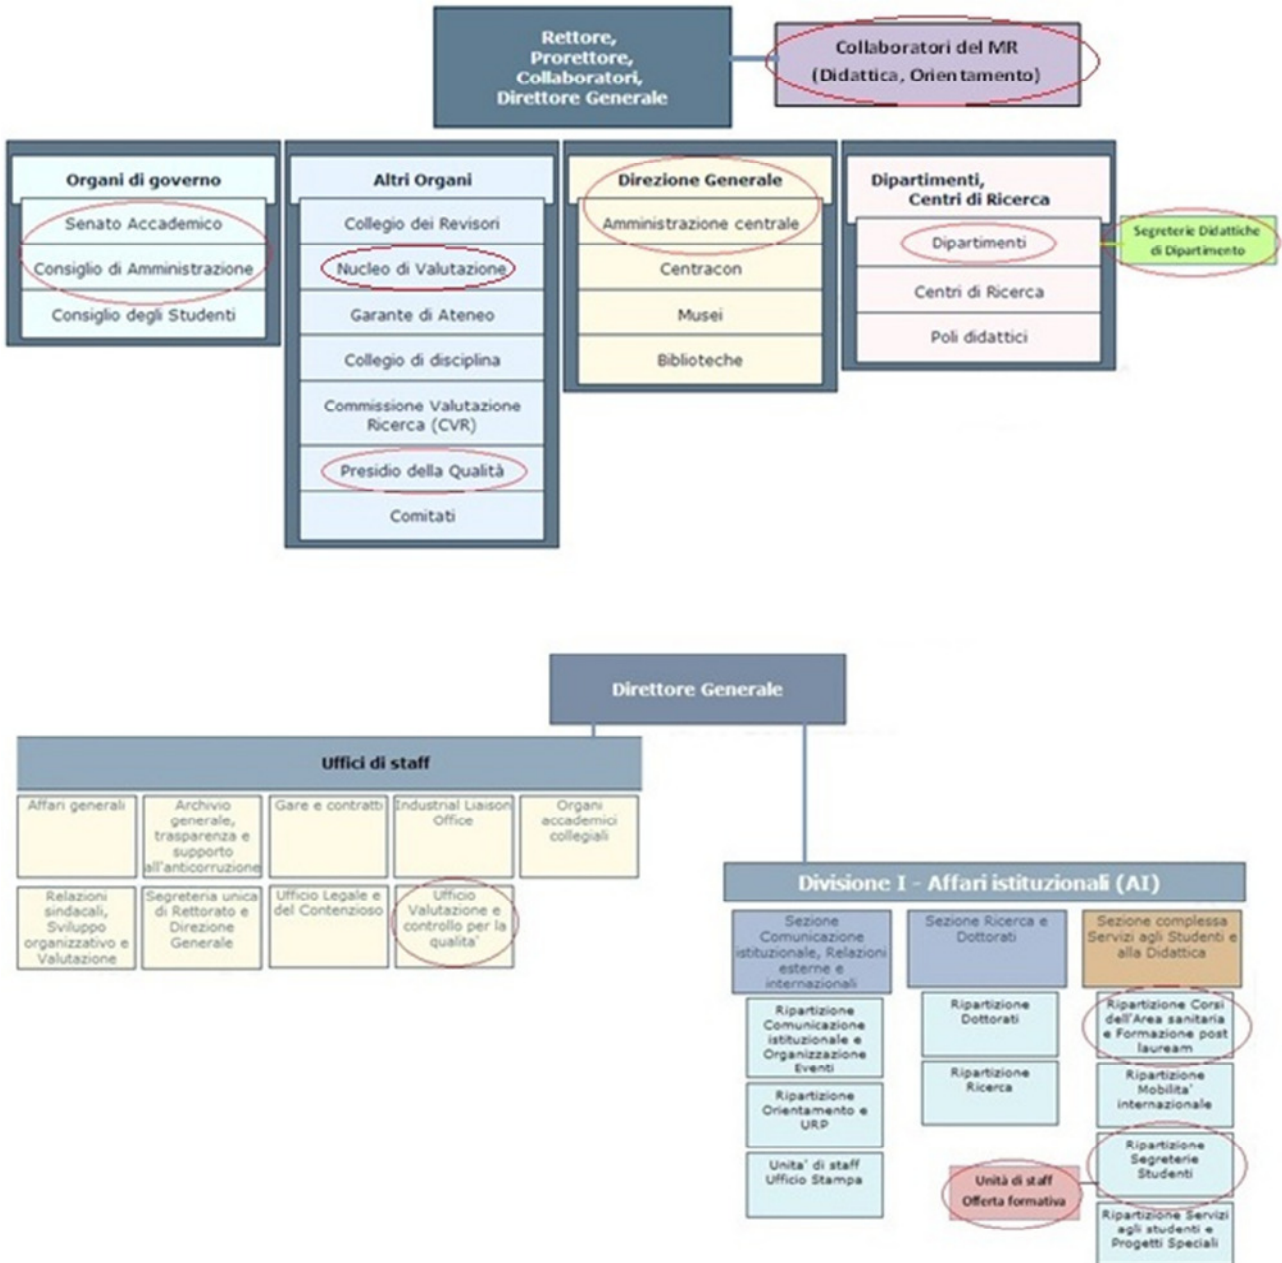 Rettore,
Prorettore,
Collaboratori,
Direttore Generale
Collaboratori del MR
(Didattica, Orientamento)
Organi di governo
Senato Accademico
Consiglio di Amministrazione
Consiglio degli Studenti
Altri Organi
Collegio dei Revisori
Nucleo di Valutazione
Garante di Ateneo
Collegio di disciplina
Commissione Valutazione
Ricerca (CVR)
Presidio della Qualità
Comitati
Direzione Generale
Amministrazione centrale
Centracon
Musei
Biblioteche
Dipartimenti,
Centri di Ricerca
Dipartimenti
Centri di Ricerca
Poli didattici
Segreterie Didattiche
di Dipartimento
Direttore Generale
Uffici di staff
Affari generali
Archivio
generale,
trasparenza e
supporto
all'anticorruzione
Gare e contratti
Industrial Liaison
Office
Organi
accademici
collegiali
Relazioni
sindacali,
Sviluppo
organizzativo e
Valutazione
Segreteria unica
di Rettorato e
Direzione
Generale
Ufficio Legale e
del Contenzioso
Ufficio
Valutazione e
controllo per la
qualita'
Divisione I - Affari istituzionali (AI)
Sezione
Comunicazione
istituzionale, Relazioni
esterne e
internazionali
Ripartizione
Comunicazione
istituzionale e
Organizzazione
Eventi
Ripartizione
Orientamento e
URP
Unita' di staff
Ufficio Stampa
Sezione Ricerca e
Dottorati
Ripartizione
Dottorati
Ripartizione
Ricerca
Sezione complessa
Servizi agli Studenti e
alla Didattica
Ripartizione Corsi
dell'Area sanitaria
e Formazione post
lauream
Ripartizione
Mobilita'
internazionale
Ripartizione
Segreterie
Studenti
Unità di staff
Offerta formativa
Ripartizione Servizi
agli studenti e
Progetti Speciali